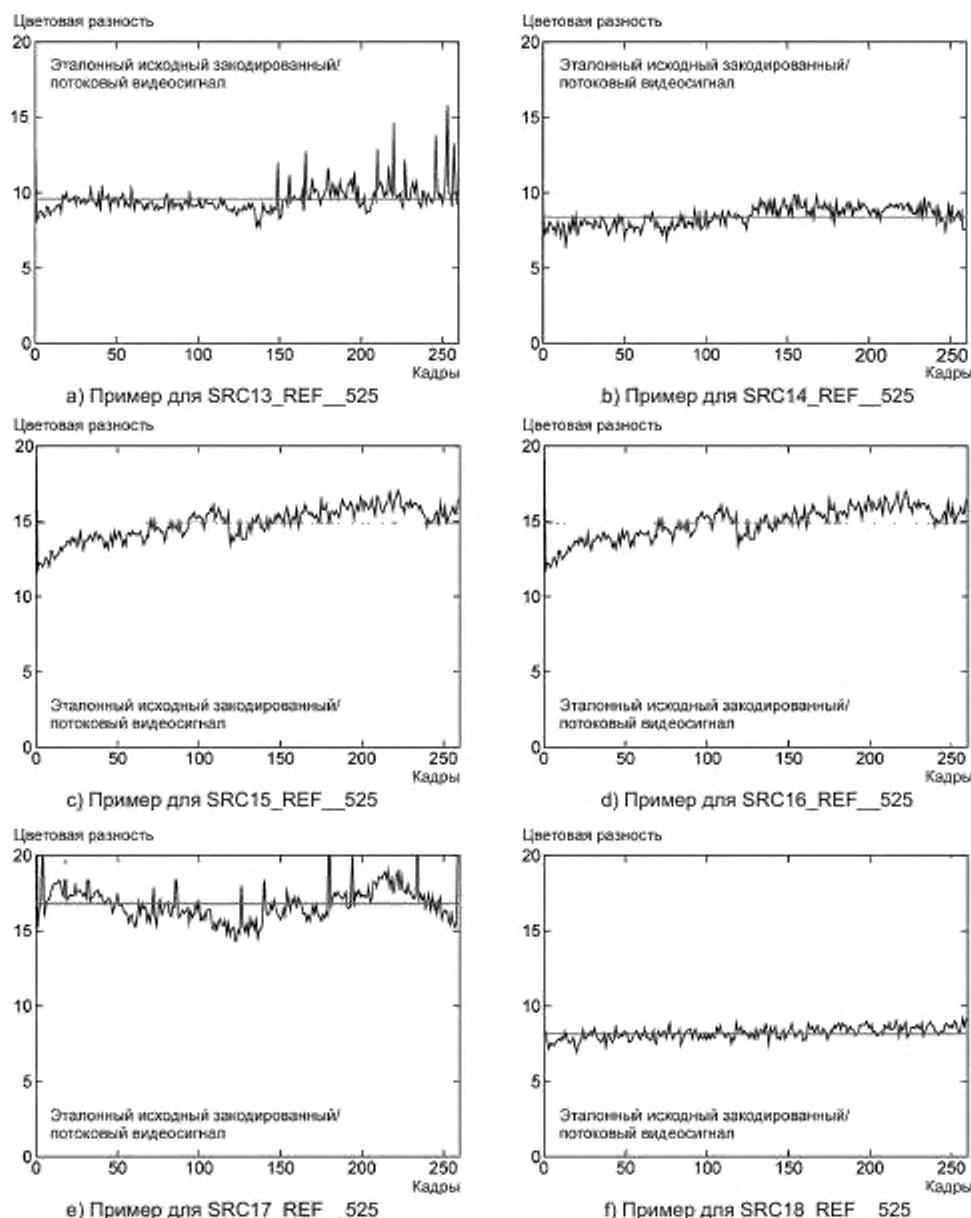 Цветовая разность
20
15
10
5
0
Эталонный исходный закодированный/
потоковый видеосигнал
0 50 100 150 200 250
Кадры
a) Пример для SRC13_REF__525
Цветовая разность
20
15
10
5
0
Эталонный исходный закодированный/
потоковый видеосигнал
0 50 100 150 200 250
Кадры
b) Пример для SRC14_REF__525
Цветовая разность
20
15
10
5
0
Эталонный исходный закодированный/
потоковый видеосигнал
0 50 100 150 200 250
Кадры
c) Пример для SRC15_REF__525
Цветовая разность
20
15
10
5
0
Эталонный исходный закодированный/
потоковый видеосигнал
0 50 100 150 200 250
Кадры
d) Пример для SRC16_REF__525
Цветовая разность
20
15
10
5
0
Эталонный исходный закодированный/
потоковый видеосигнал
0 50 100 150 200 250
Кадры
e) Пример для SRC17_REF__525
Цветовая разность
20
15
10
5
0
Эталонный исходный закодированный/
потоковый видеосигнал
0 50 100 150 200 250
Кадры
f) Пример для SRC18_REF__525